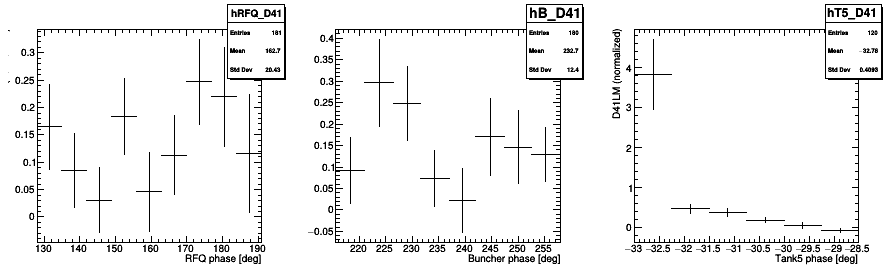 hRFQ_D41
Entries 181
Mean 162.7
Std Dev 20.43
0.3
0.25
0.2
0.15
0.1
0.05
0
130 140 150 160 170 180 190
RFQ phase [deg]
hB_D41
Entries 180
Mean 232.7
Std Dev 12.4
0.4
0.35
0.3
0.25
0.2
0.15
0.1
0.05
0
−0.05
220 225 230 235 240 245 250 255
Buncher phase [deg]
hT5_D41
Entries 120
Mean −32.78
Std Dev 0.4093
D41LM (normalized)
4
3
2
1
0
−33 −32.5 −32 −31.5 −31 −30.5 −30 −29.5 −29 −28.5
Tank5 phase [deg]